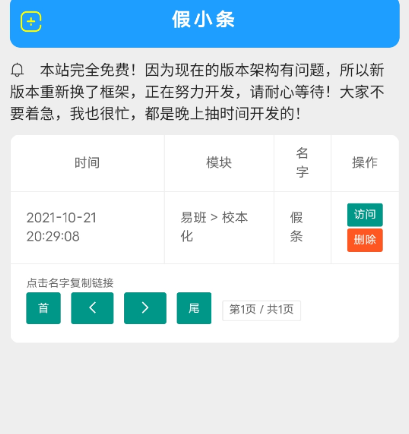 假小条
本站完全免费！因为现在的版本架构有问题，所以新
版本重新换了框架，正在努力开发，请耐心等待！大家不
要着急，我也很忙，都是晚上抽时间开发的！
时间 模块 名字 操作
2021-10-21
20:29:08
易班 > 校本
化
假
条
访问
删除
点击名字复制链接
首 尾 第1页 / 共1页